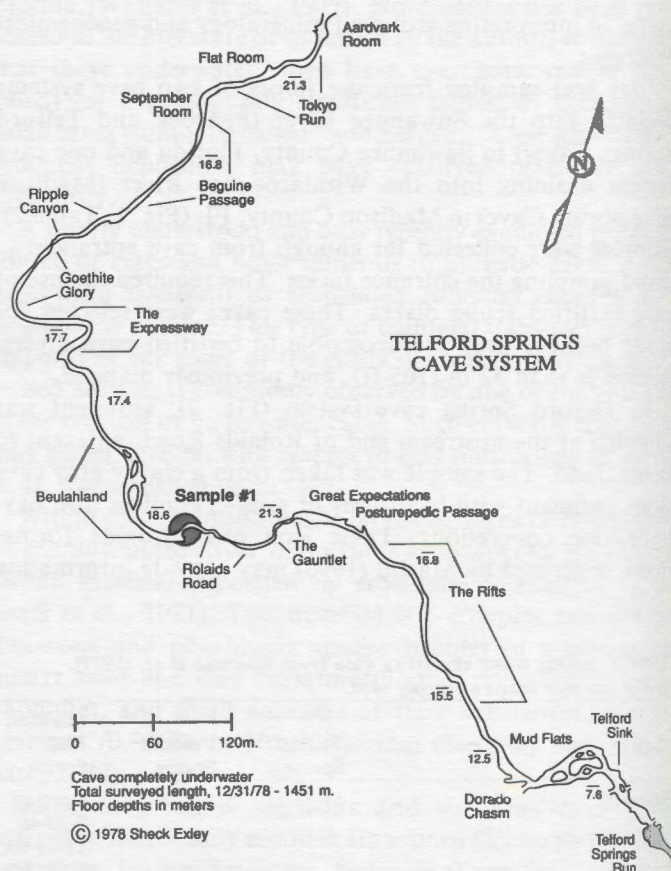 Aardvark
Room
Flat Room
21.3
Tokyo
Run
September
Room
16.8
Beguine
Passage
Ripple
Canyon
Goethite
Glory
N
The
Expressway
17.7
TELFORD SPRINGS
CAVE SYSTEM
17.4
Beulahland
Sample #1
18.6
21.3
Great Expectations
Posturepedic Passage
Rolaids
Road
The
Gauntlet
16.8
The Rifts
15.5
12.5
Mud Flats
Telford
Sink
7.6
Dorado
Chasm
Telford
Springs
Run
0 60 120m.
Cave completely underwater
Total surveyed length, 12/31/78 - 1451 m.
Floor depths in meters
© 1978 Sheck Exley